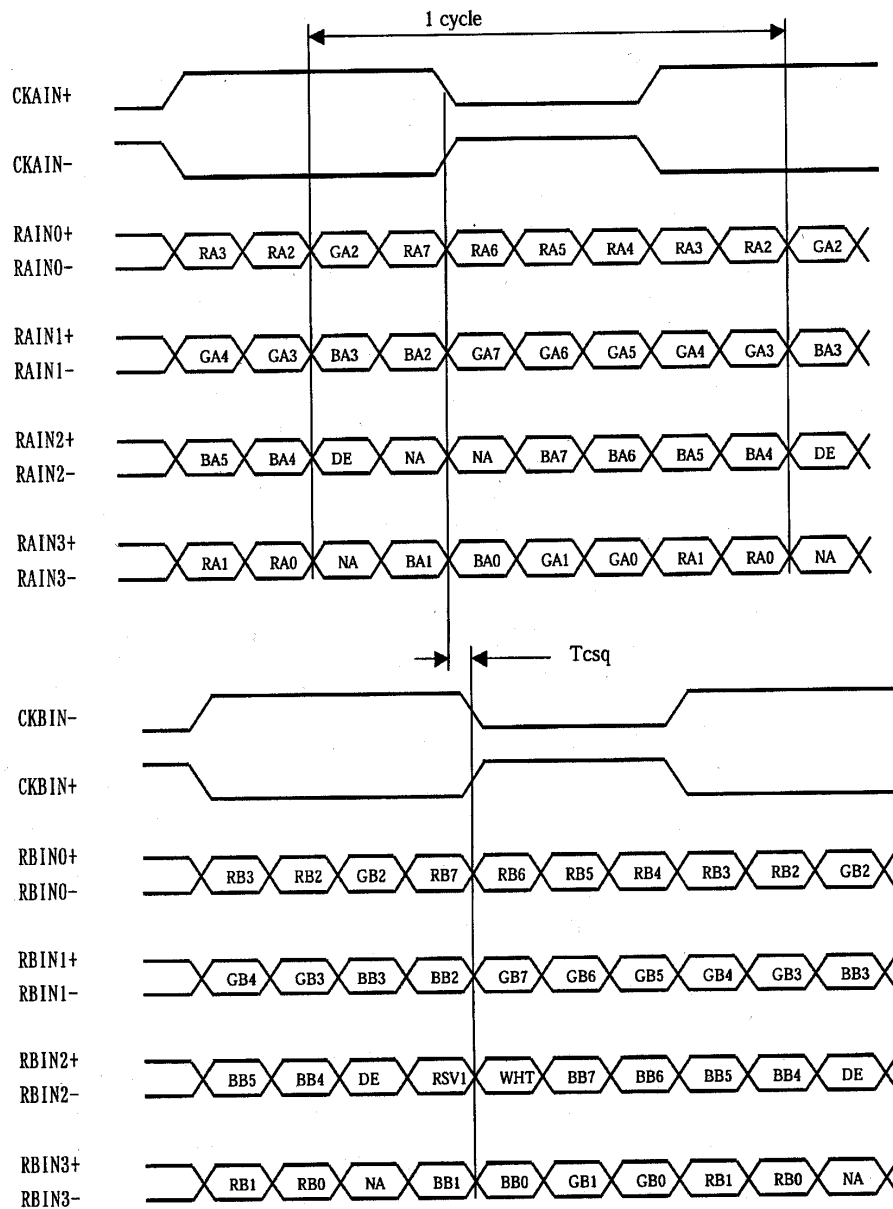 1 cycle
CKAIN+
CKAIN-
RAIN0+
RA3 RA2 GA2 RA7 RA6 RA5 RA4 RA3 RA2 GA2
RAIN0-
RAIN1+
GA4 GA3 BA3 BA2 GA7 GA6 GA5 GA4 GA3 BA3
RAIN1-
RAIN2+
BA5 BA4 DE NA NA BA7 BA6 BA5 BA4 DE
RAIN2-
RAIN3+
RA1 RA0 NA BA1 BA0 GA1 GA0 RA1 RA0 NA
RAIN3-
Tcsq
CKBIN-
CKBIN+
RBIN0+
RB3 RB2 GB2 RB7 RB6 RB5 RB4 RB3 RB2 GB2
RBIN0-
RBIN1+
GB4 GB3 BB3 BB2 GB7 GB6 GB5 GB4 GB3 BB3
RBIN1-
RBIN2+
BB5 BB4 DE RSV1 WHT BB7 BB6 BB5 BB4 DE
RBIN2-
RBIN3+
RB1 RB0 NA BB1 BB0 GB1 GB0 RB1 RB0 NA
RBIN3-